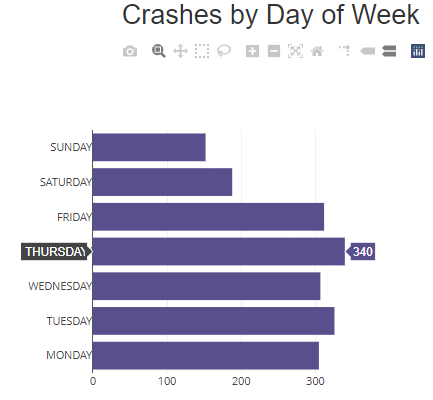 Crashes by Day of Week
SUNDAY
SATURDAY
FRIDAY
THURSDAY 340
WEDNESDAY
TUESDAY
MONDAY
0 100 200 300